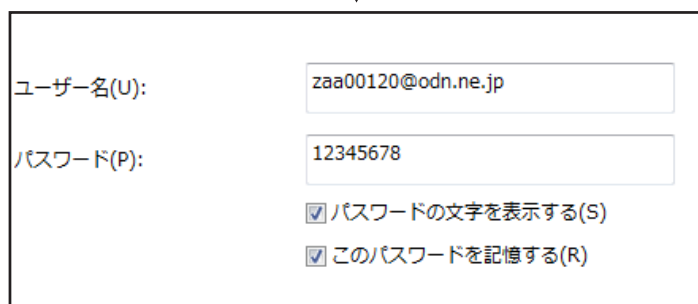 ユーザー名(U):
zaa00120@odn.ne.jp
パスワード(P):
12345678
パスワードの文字を表示する(S)
このパスワードを記憶する(R)